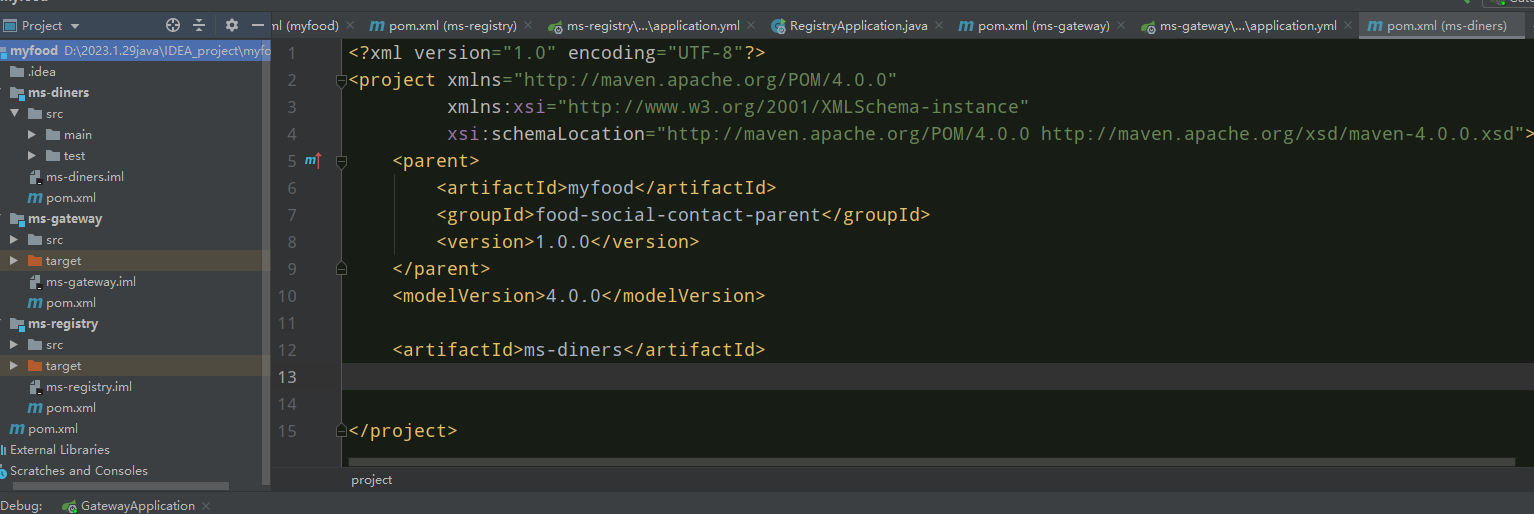 myfood
Project
ml (myfood)
pom.xml (ms-registry)
ms-registry\...\application.yml
RegistryApplication.java
pom.xml (ms-gateway)
ms-gateway\...\application.yml
pom.xml (ms-diners)
myfood D:\2023.1.29java\IDEA_project\myfo
.idea
ms-diners
src
main
test
ms-diners.iml
pom.xml
ms-gateway
src
target
ms-gateway.iml
pom.xml
ms-registry
src
target
ms-registry.iml
pom.xml
pom.xml
External Libraries
Scratches and Consoles
1 <?xml version="1.0" encoding="UTF-8"?>
2 <project xmlns="http://maven.apache.org/POM/4.0.0"
3 xmlns:xsi="http://www.w3.org/2001/XMLSchema-instance"
4 xsi:schemaLocation="http://maven.apache.org/POM/4.0.0 http://maven.apache.org/xsd/maven-4.0.0.xsd">
5 <parent>
6 <artifactId>myfood</artifactId>
7 <groupId>food-social-contact-parent</groupId>
8 <version>1.0.0</version>
9 </parent>
10 <modelVersion>4.0.0</modelVersion>
11
12 <artifactId>ms-diners</artifactId>
13
14
15 </project>
project
Debug: GatewayApplication